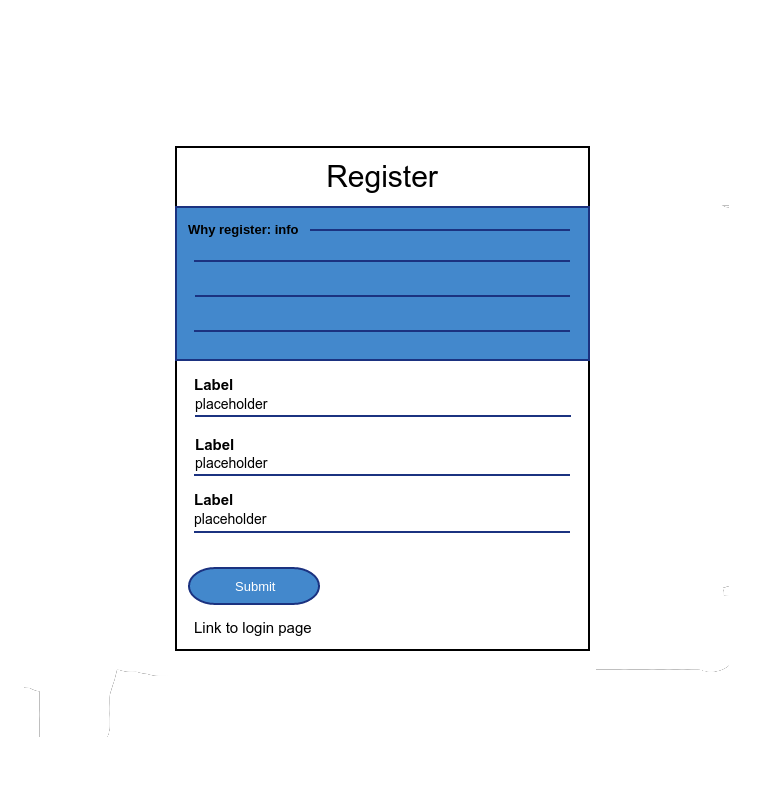 Register
Why register: info
Label
placeholder
Label
placeholder
Label
placeholder
Submit
Link to login page